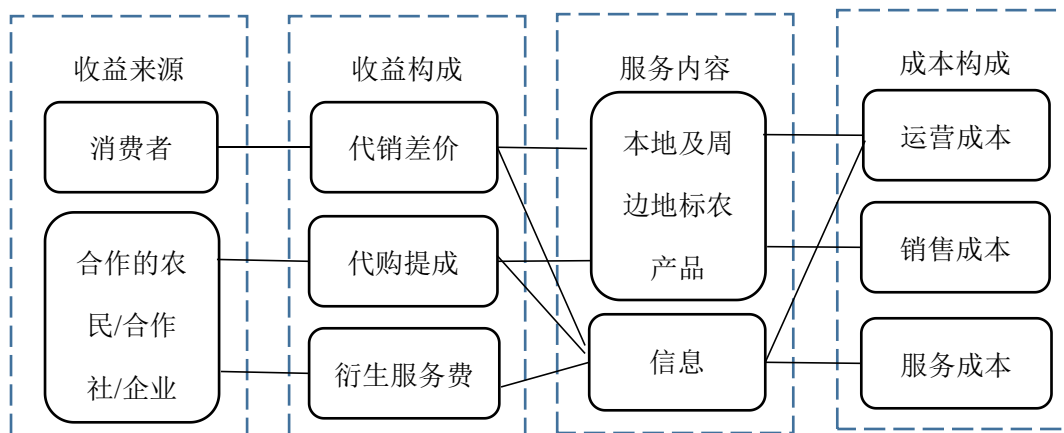 收益来源
消费者
合作的农
民/合作
社/企业
收益构成
代销差价
代购提成
衍生服务费
服务内容
本地及周
边地标农
产品
信息
成本构成
运营成本
销售成本
服务成本